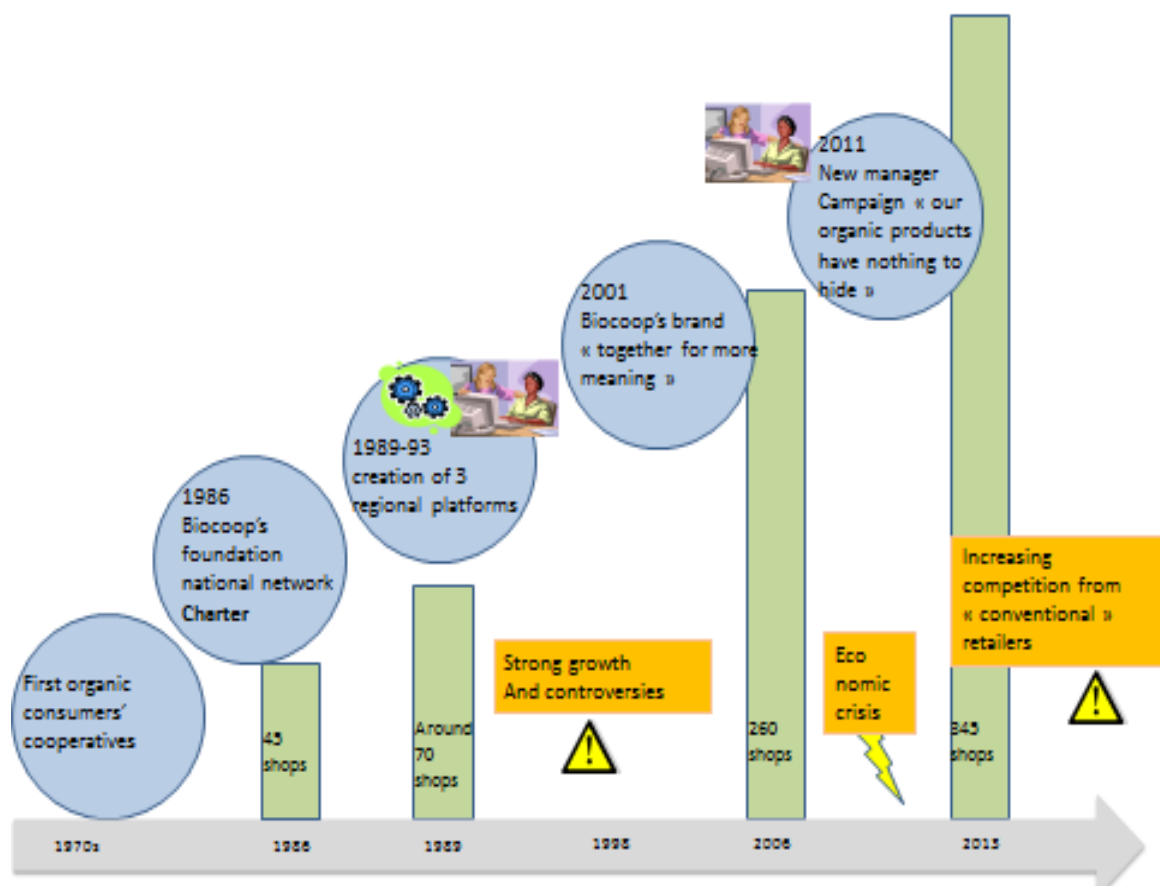 2011
New manager
Campaign « our
organic products
have nothing to
hide »
2001
Biocoop's brand
« together for more
meaning »
1989-93
creation of 3
regional platforms
1986
Biocoop's
foundation
national network
Charter
First organic
consumers'
cooperatives
45
shops
Around
70
shops
Strong growth
And controversies
260
shops
Eco
nomic
crisis
Increasing
competition from
« conventional »
retailers
345
shops
1970s
1986
1989
1998
2006
2013